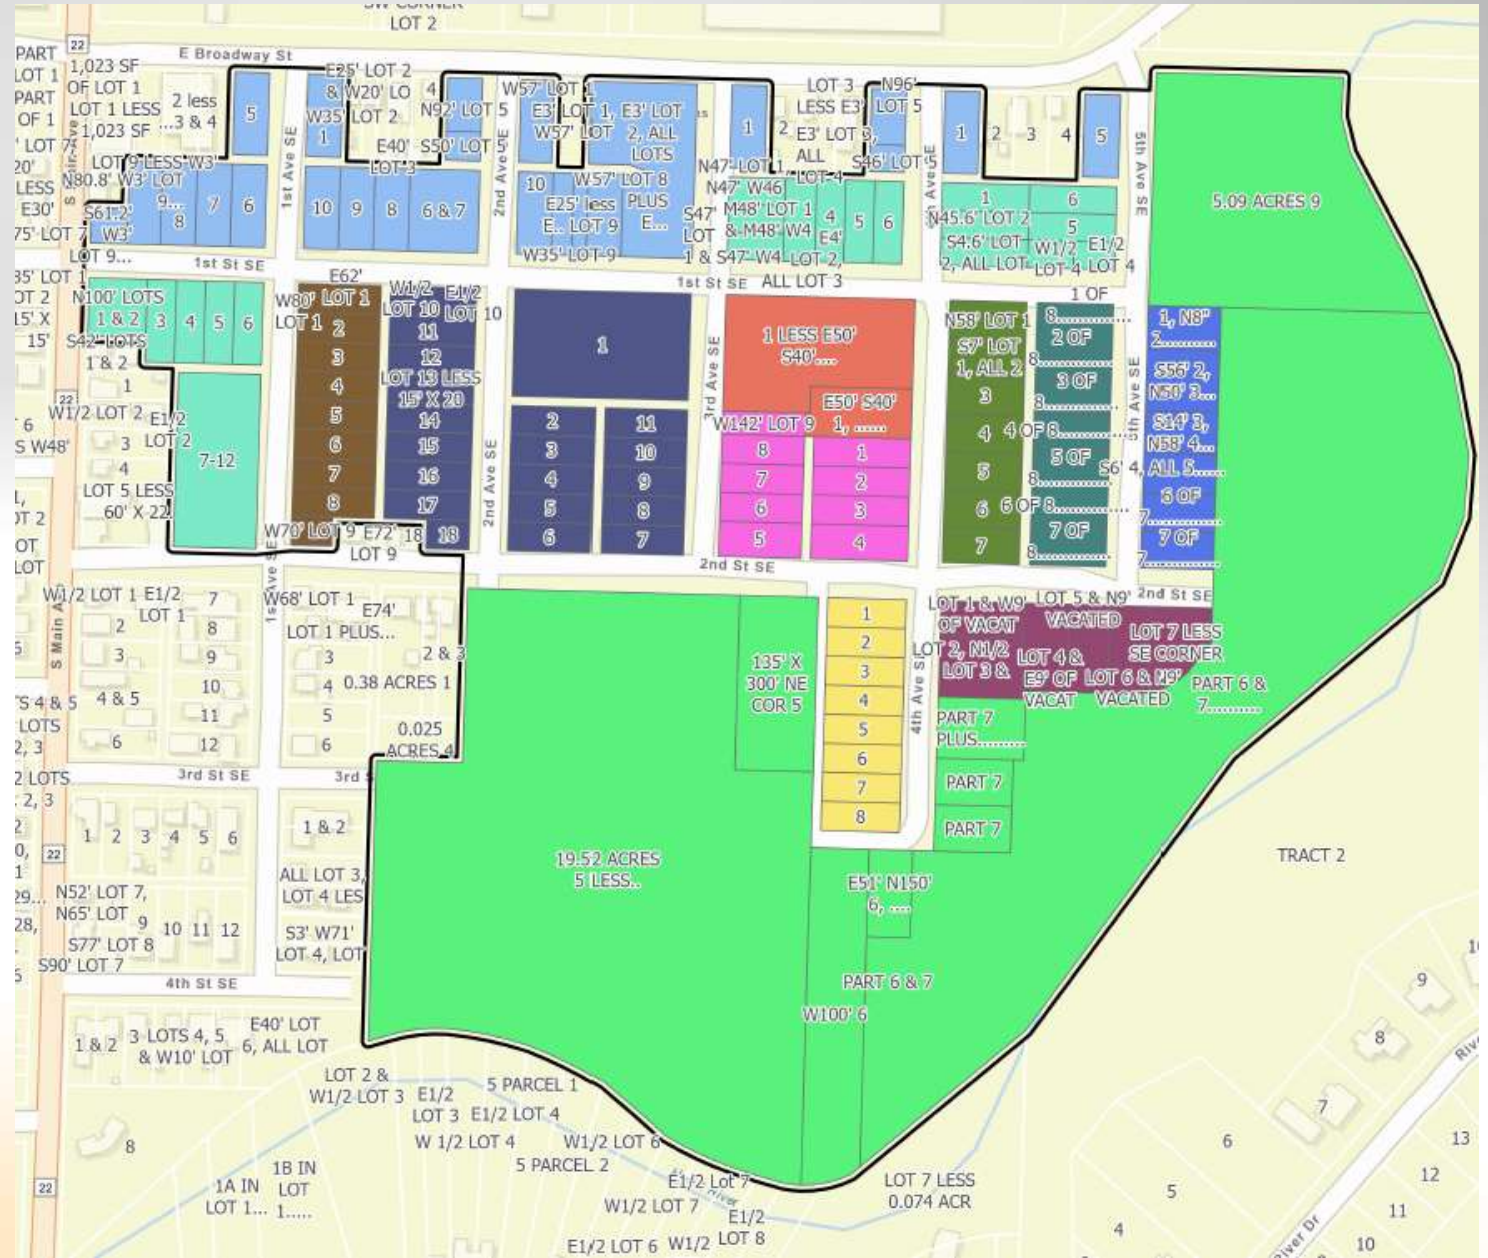 SW CORNER
LOT 2
22
E Broadway St
PART
LOT 1
PART
OF 1
1,023 SF
OF LOT 1
LOT 1 LESS
1,023 SF ...
2 less
...3 & 4
5
E25' LOT 2
& W20' LO
W35' LOT 2
1
4
N92' LOT 5
S50' LOT 5
E40'
LOT 3
W57' LOT 1
E3' LOT 1,
W57' LOT
E3' LOT
2, ALL
LOTS
1
2
LOT 3
LESS E3'
E3' LOT 3,
ALL
LOT 4
N96'
LOT 5
S46' LOT 5
1
2
3
4
5
5th Ave SE
5.09 ACRES 9
LOT 7
20'
LESS
E30'
75' LOT 7
LOT 9 LESS W3'
N80.8' W3' LOT
9...
S61.2'
W3'
LOT 9...
8
7
6
1st Ave SE
10
9
8
6 & 7
2nd Ave SE
10
E25' less
E.. LOT 9
W35' LOT 9
W57' LOT 8
PLUS
E...
N47' LOT 1,
N47' W46
M48' LOT 1
& M48' W4
S47'
LOT
1 & S47' W4
4
E4'
LOT 2,
ALL LOT 3
5
6
1
N45.6' LOT 2
S4.6' LOT
2, ALL LOT
6
5
W1/2
LOT 4
E1/2
LOT 4
1st St SE
1st St SE
N100' LOTS
1 & 2
3
4
5
6
S42' LOTS
1 & 2
1
W1/2 LOT 2
E1/2
LOT 2
3
4
LOT 5 LESS
60' X 22
7-12
E62'
LOT 1
W80'
LOT 1
2
3
4
5
6
7
8
W70' LOT 9
E72'
LOT 9
W1/2
LOT 10
E1/2
LOT 10
11
12
LOT 13 LESS
15' X 20
14
15
16
17
18
18
2nd Ave SE
1
2
3
4
5
6
11
10
9
8
7
3rd Ave SE
1 LESS E50'
S40'....
E50' S40'
1, ......
W142' LOT 9
8
7
6
5
1
2
3
4
N58' LOT 1
S7' LOT
1, ALL 2
3
4
5
6
7
1 OF
8...............
2 OF
8...............
3 OF
8...............
4 OF 8...............
5 OF
8...............
6 OF 8...............
7 OF
8...............
1, N8"
2...........
S56' 2,
N50' 3...
S14' 3,
N58' 4...
S6' 4, ALL 5......
6 OF
7...............
7 OF
7...............
2nd St SE
2nd St SE
W1/2 LOT 1
E1/2
LOT 1
2
3
4 & 5
6
7
8
9
10
11
12
S Main A
W68' LOT 1
E74'
LOT 1 PLUS...
3
2 & 3
4
0.38 ACRES 1
5
6
0.025
ACRES 4
135' X
300' NE
COR 5
1
2
3
4
5
6
7
8
4th Ave SE
LOT 1 & W9'
OF VACAT
LOT 2, N1/2
LOT 3 &
LOT 5 & N9'
VACATED
LOT 4 &
E9' OF
VACAT
LOT 7 LESS
SE CORNER
LOT 6 & N9'
VACATED
PART 6 &
7..........
PART 7
PLUS.........
PART 7
PART 7
3rd St SE
3rd S
1
2
3
4
5
6
1 & 2
22
N52' LOT 7,
N65' LOT
9
10
11
12
S77' LOT 8
S90' LOT 7
ALL LOT 3,
LOT 4 LES
S3' W71'
LOT 4, LOT
19.52 ACRES
5 LESS..
E51' N150'
6, ....
PART 6 & 7
W100' 6
TRACT 2
4th St SE
1 & 2
3
LOTS 4, 5
& W10' LOT
E40' LOT
6, ALL LOT
LOT 2 &
W1/2 LOT 3
E1/2
LOT 3
5 PARCEL 1
E1/2 LOT 4
W 1/2 LOT 4
W1/2 LOT 6
5 PARCEL 2
E1/2 Lot 7
W1/2 LOT 7
River
E1/2
LOT 8
E1/2 LOT 6
W1/2
LOT 7 LESS
0.074 ACR
8
1A IN
LOT 1...
1B IN
LOT
1.....
22
9
8
7
6
5
4
13
12
11
10
River Dr